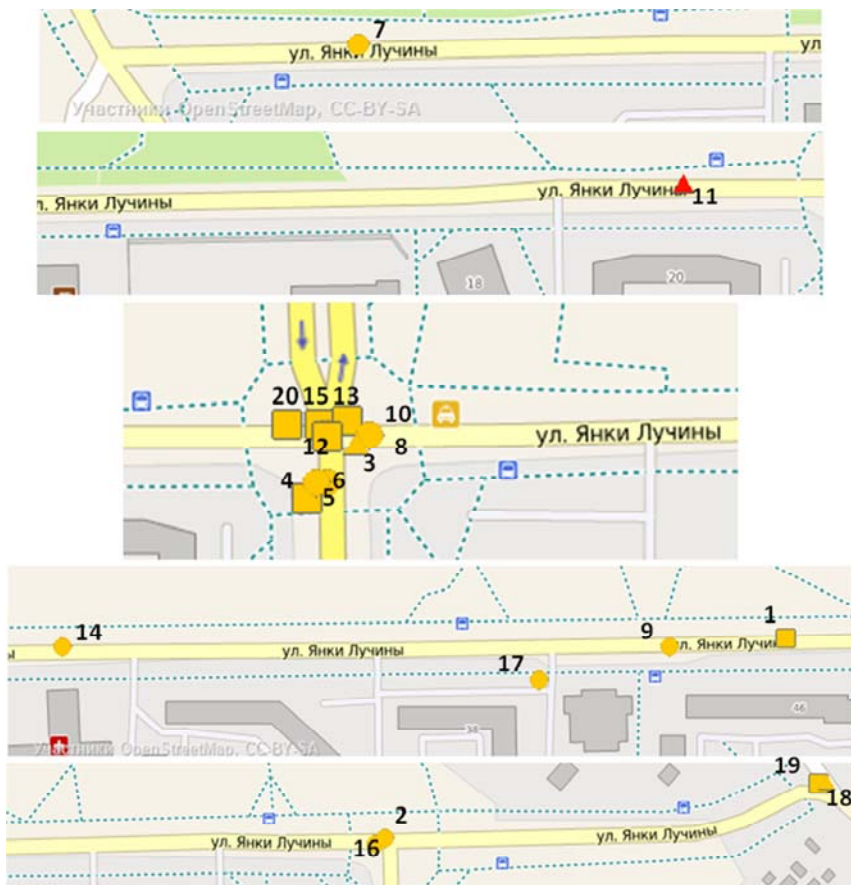 7
ул. Янки Лучины
ул
Участники OpenStreetMap, CC-BY-SA
л. Янки Лучины
ул. Янки Лучины
11
18
20
20 15 13
10
12
8
3
ул. Янки Лучины
4
6
5
14
9
1
ы
ул. Янки Лучины
л. Янки Лучины
17
38
46
Участники OpenStreetMap, CC-BY-SA
19
18
2
16
ул. Янки Лучины
ул. Янки Лучины